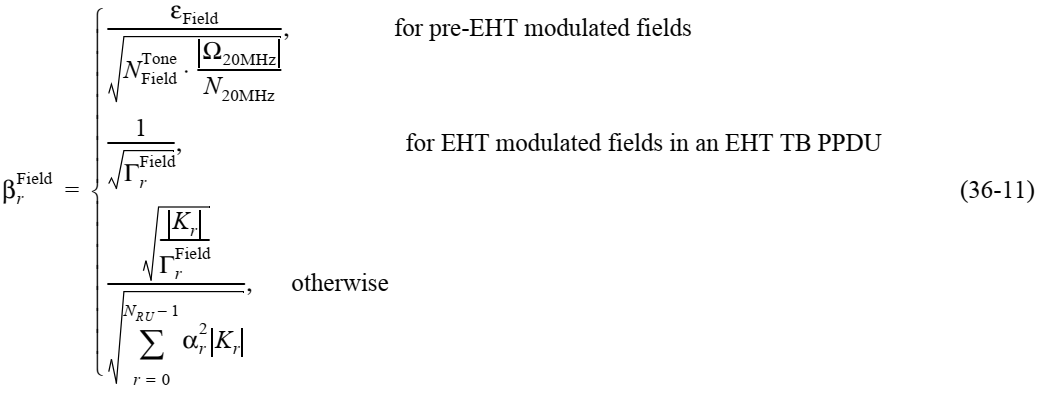 β_r^Field = { ε_Field / √(N_Field^Tone · |Ω_20MHz| / N_20MHz), for pre-EHT modulated fields
1 / √(Γ_r^Field), for EHT modulated fields in an EHT TB PPDU
√(|K_r| / Γ_r^Field) / √(∑_{r = 0}^{N_RU − 1} α_r^2 |K_r|), otherwise
(36-11)